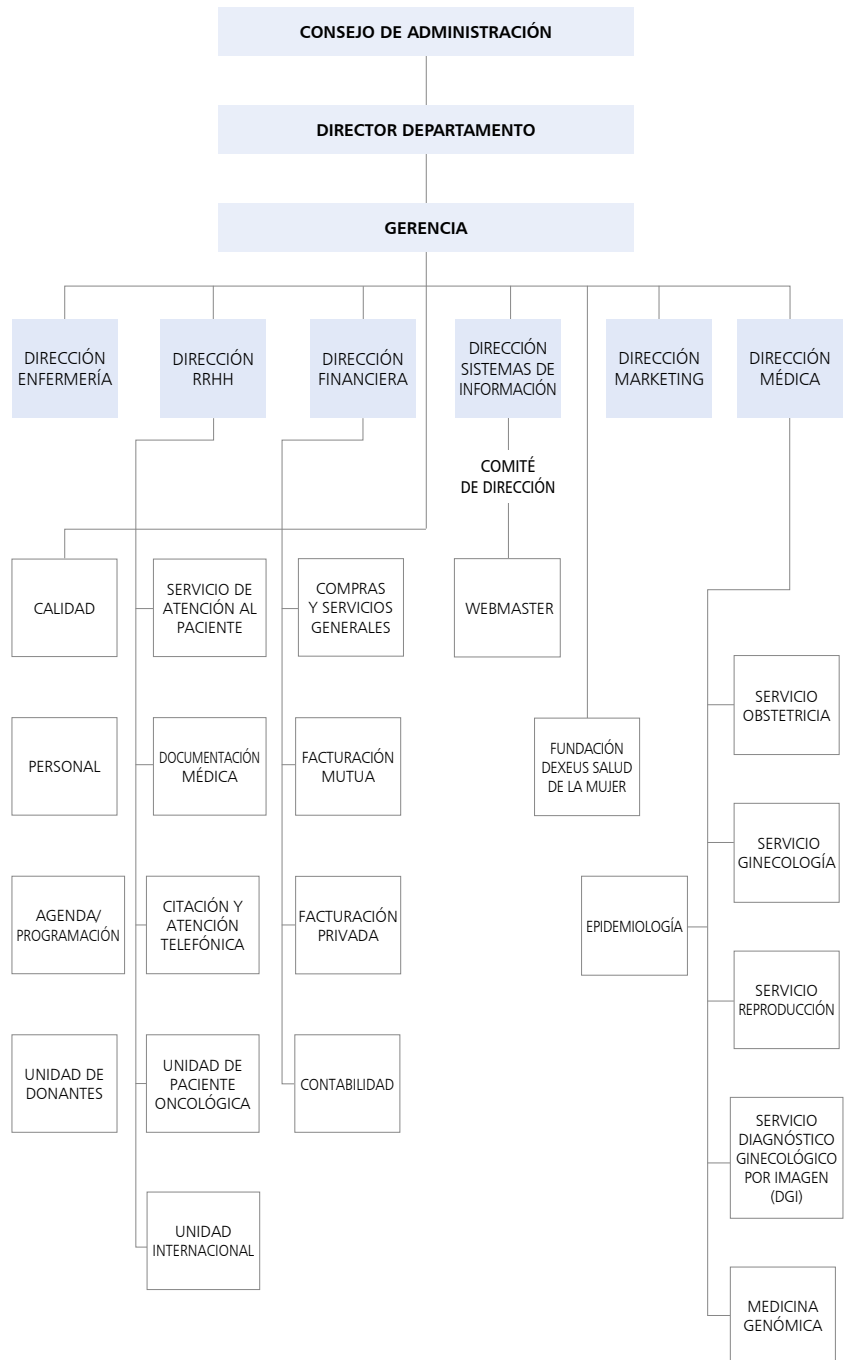 CONSEJO DE ADMINISTRACIÓN
DIRECTOR DEPARTAMENTO
GERENCIA
DIRECCIÓN
ENFERMERÍA
DIRECCIÓN
RRHH
DIRECCIÓN
FINANCIERA
DIRECCIÓN
SISTEMAS DE
INFORMACIÓN
DIRECCIÓN
MARKETING
DIRECCIÓN
MÉDICA
COMITÉ
DE DIRECCIÓN
CALIDAD
SERVICIO DE
ATENCIÓN AL
PACIENTE
COMPRAS
Y SERVICIOS
GENERALES
WEBMASTER
SERVICIO
OBSTETRICIA
PERSONAL
DOCUMENTACIÓN
MÉDICA
FACTURACIÓN
MUTUA
FUNDACIÓN
DEXEUS SALUD
DE LA MUJER
SERVICIO
GINECOLOGÍA
AGENDA/
PROGRAMACIÓN
CITACIÓN Y
ATENCIÓN
TELEFÓNICA
FACTURACIÓN
PRIVADA
EPIDEMIOLOGÍA
SERVICIO
REPRODUCCIÓN
UNIDAD DE
DONANTES
UNIDAD DE
PACIENTE
ONCOLÓGICA
CONTABILIDAD
SERVICIO
DIAGNÓSTICO
GINECOLÓGICO
POR IMAGEN
(DGI)
UNIDAD
INTERNACIONAL
MEDICINA
GENÓMICA